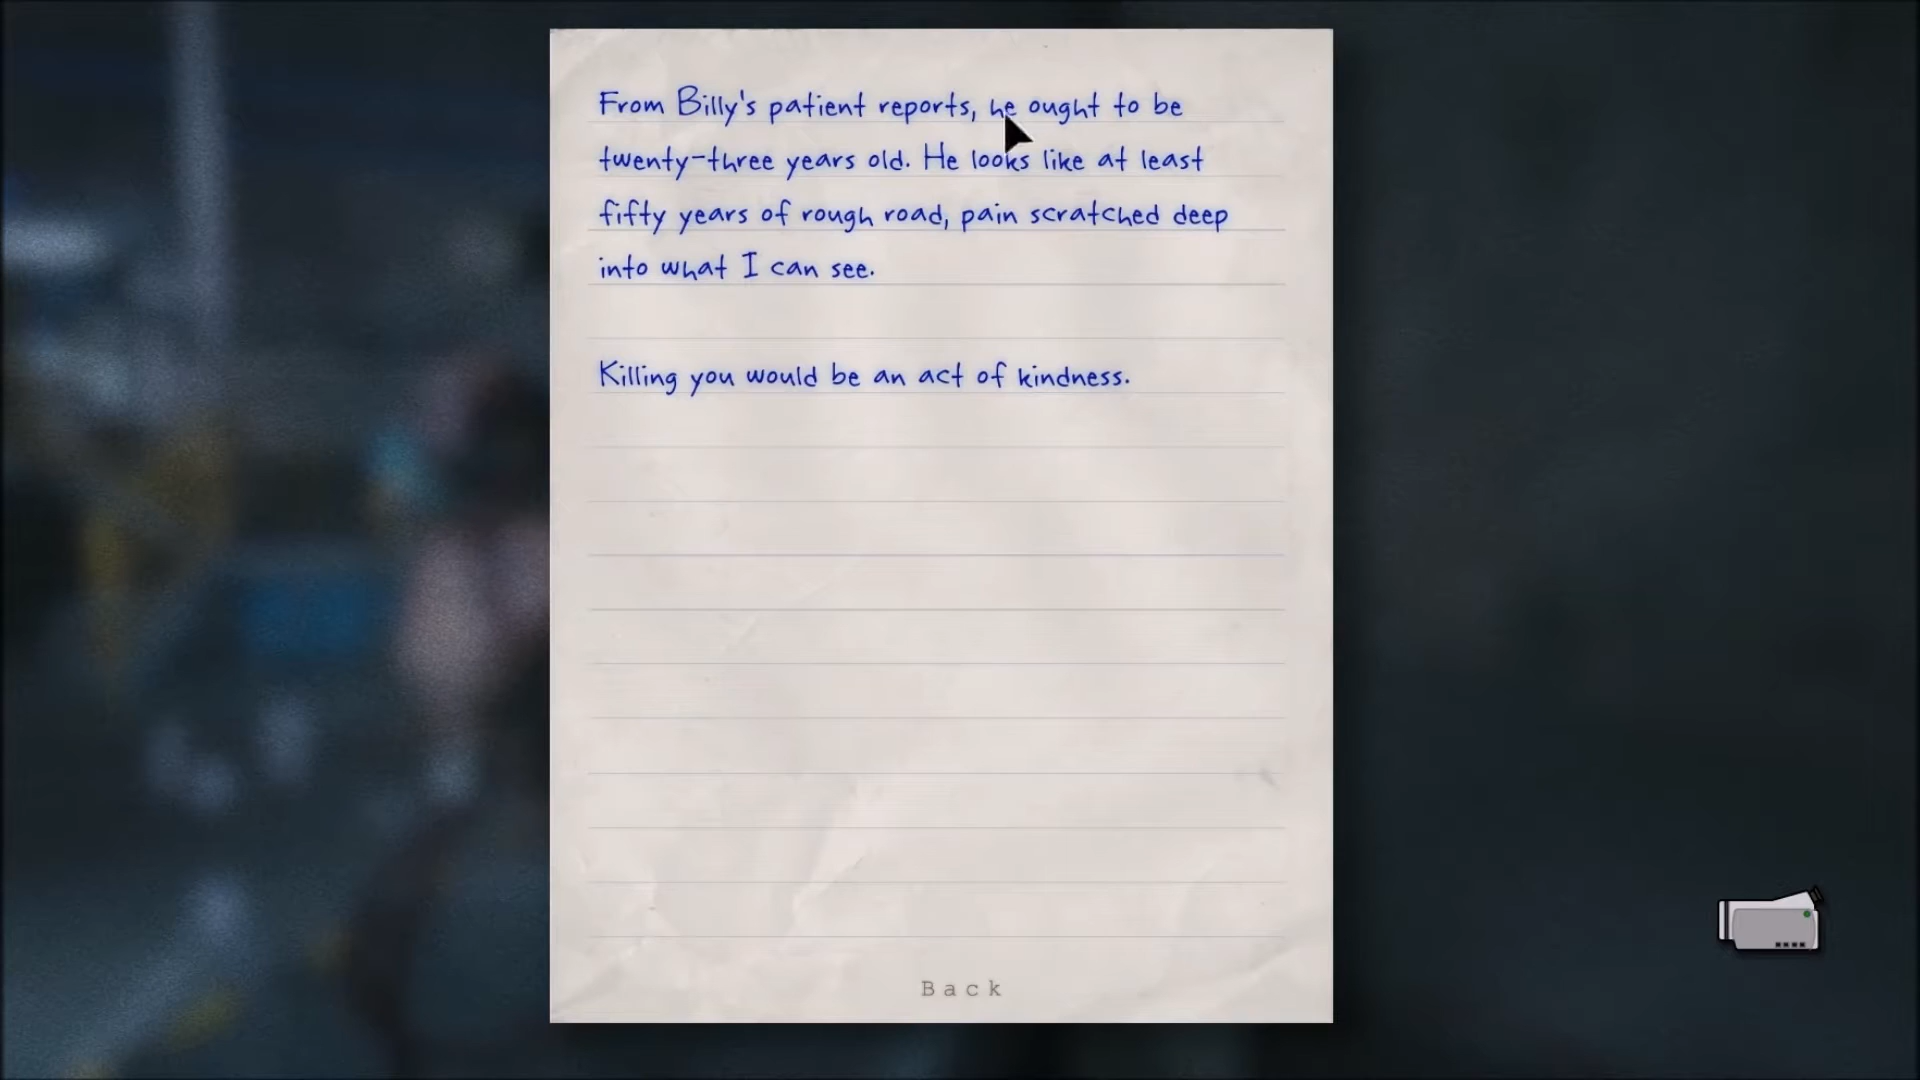 From Billy's patient reports, he ought to be
twenty-three years old. He looks like at least
fifty years of rough road, pain scratched deep
into what I can see.
Killing you would be an act of kindness.
Back